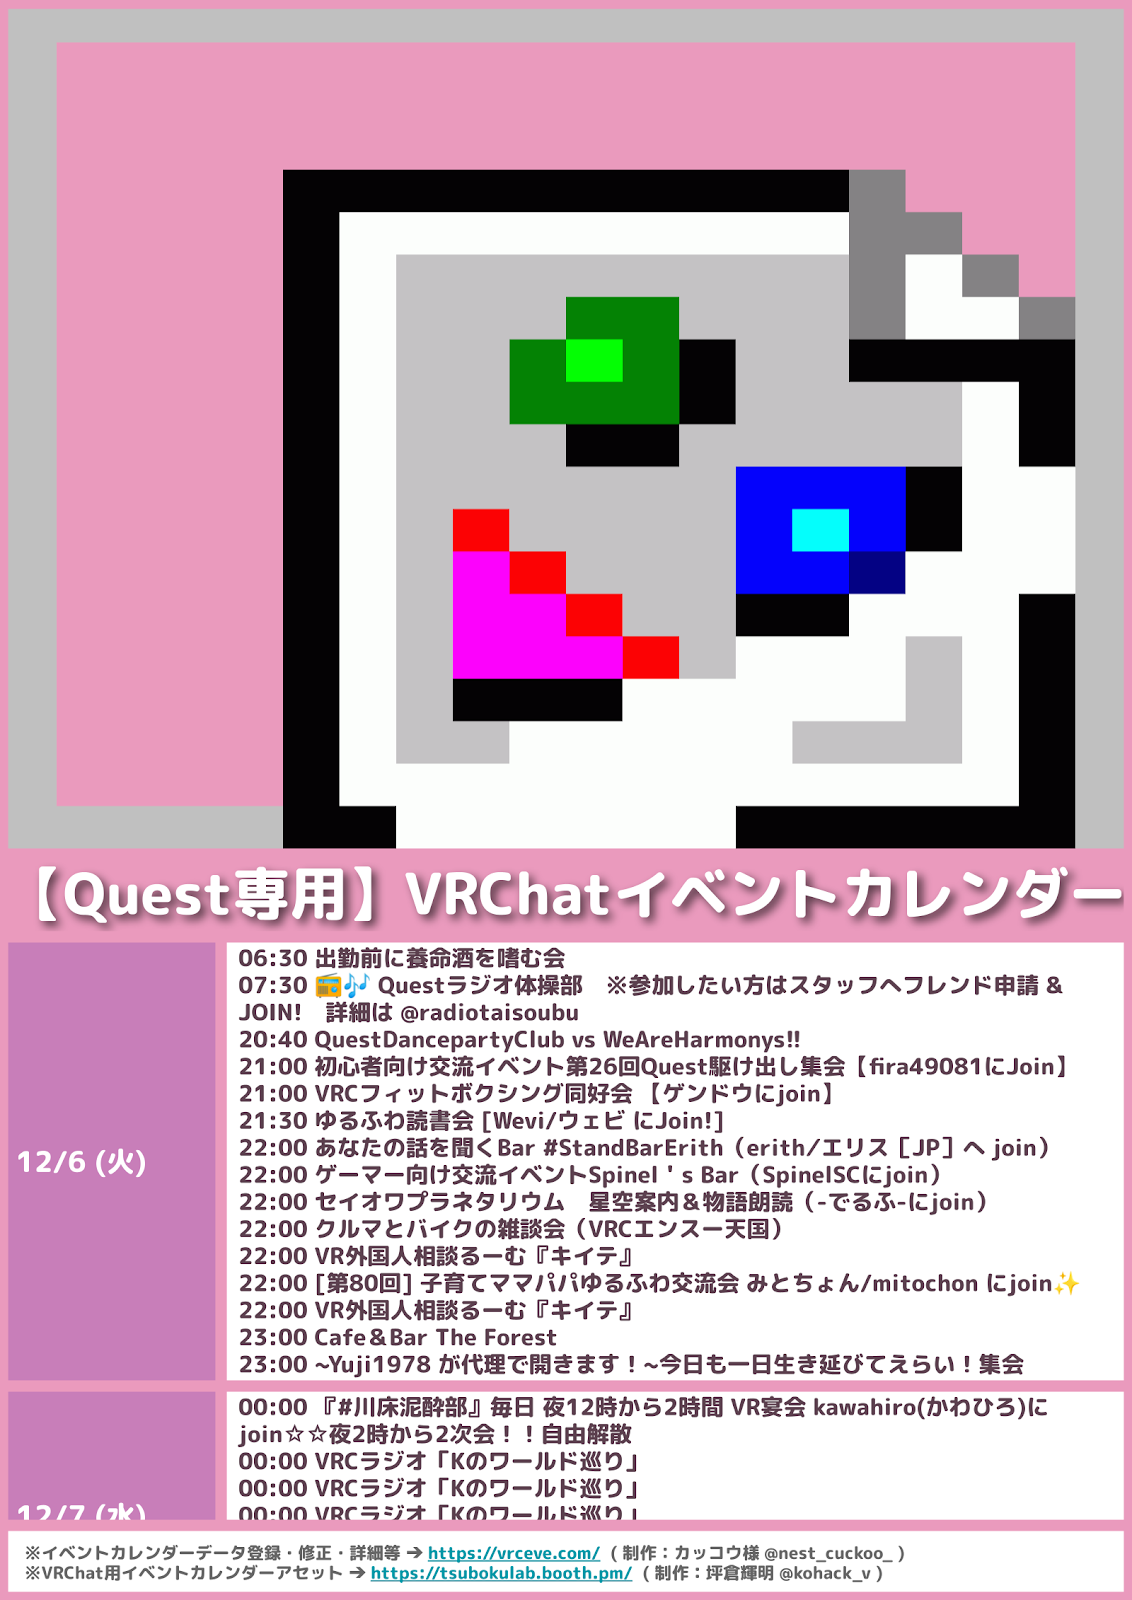 【Quest専用】VRChatイベントカレンダー
12/6 (火)
06:30 出勤前に養命酒を嗜む会
07:30 📻🎶 Questラジオ体操部　※参加したい方はスタッフへフレンド申請 &
JOIN!　詳細は @radiotaisoubu
20:40 QuestDancepartyClub vs WeAreHarmonys!!
21:00 初心者向け交流イベント第26回Quest駆け出し集会【fira49081にJoin】
21:00 VRCフィットボクシング同好会 【ゲンドウにjoin】
21:30 ゆるふわ読書会 [Wevi/ウェビ にJoin!]
22:00 あなたの話を聞くBar #StandBarErith（erith/エリス［JP］へ join）
22:00 ゲーマー向け交流イベントSpinel ' s Bar（SpinelSCにjoin）
22:00 セイオワプラネタリウム　星空案内＆物語朗読（-でるふ-にjoin）
22:00 クルマとバイクの雑談会（VRCエンスー天国）
22:00 VR外国人相談るーむ『キイテ』
22:00 [第80回] 子育てママパパゆるふわ交流会 みとちょん/mitochon にjoin✨
22:00 VR外国人相談るーむ『キイテ』
23:00 Cafe＆Bar The Forest
23:00 ~Yuji1978 が代理で開きます！~今日も一日生き延びてえらい！集会
12/7 (水)
00:00 『#川床泥酔部』毎日 夜12時から2時間 VR宴会 kawahiro(かわひろ)に
join☆☆夜2時から2次会！！自由解散
00:00 VRCラジオ「Kのワールド巡り」
00:00 VRCラジオ「Kのワールド巡り」
00:00 VRCラジオ「Kのワールド巡り」
※イベントカレンダーデータ登録・修正・詳細等 ➔ https://vrceve.com/ （ 制作：カッコウ様 @nest_cuckoo_ ）
※VRChat用イベントカレンダーアセット ➔ https://tsubokulab.booth.pm/ （ 制作：坪倉輝明 @kohack_v ）